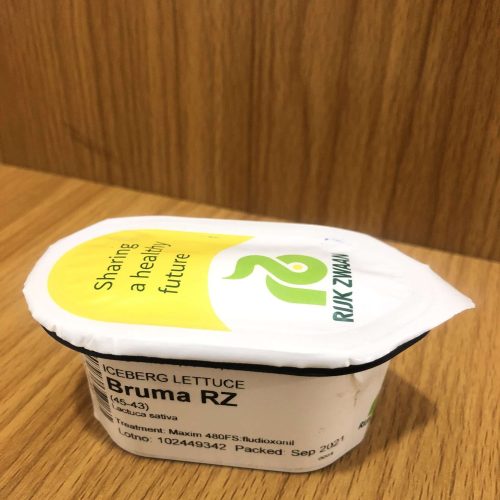 Sharing
a healthy
future
RIJK ZWAAN
ICEBERG LETTUCE
Bruma RZ
(45-43)
Lactuca sativa
Treatment: Maxim 480FS:fludioxonil
Lotno: 102449342 Packed: Sep 2021